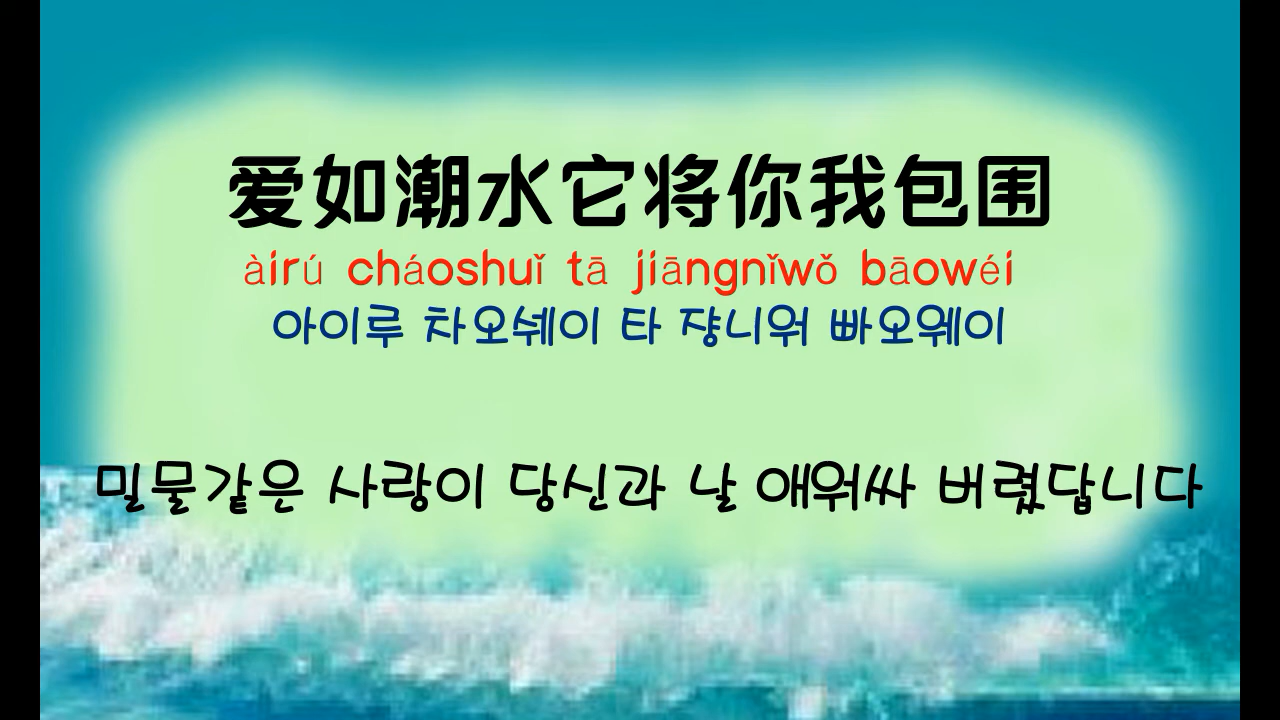 爱如潮水它将你我包围
àirú cháoshuǐ tā jiāngnǐwǒ bāowéi
아이루 차오쉐이 타 쟝니워 빠오웨이
밀물같은 사랑이 당신과 날 애워싸 버렸답니다